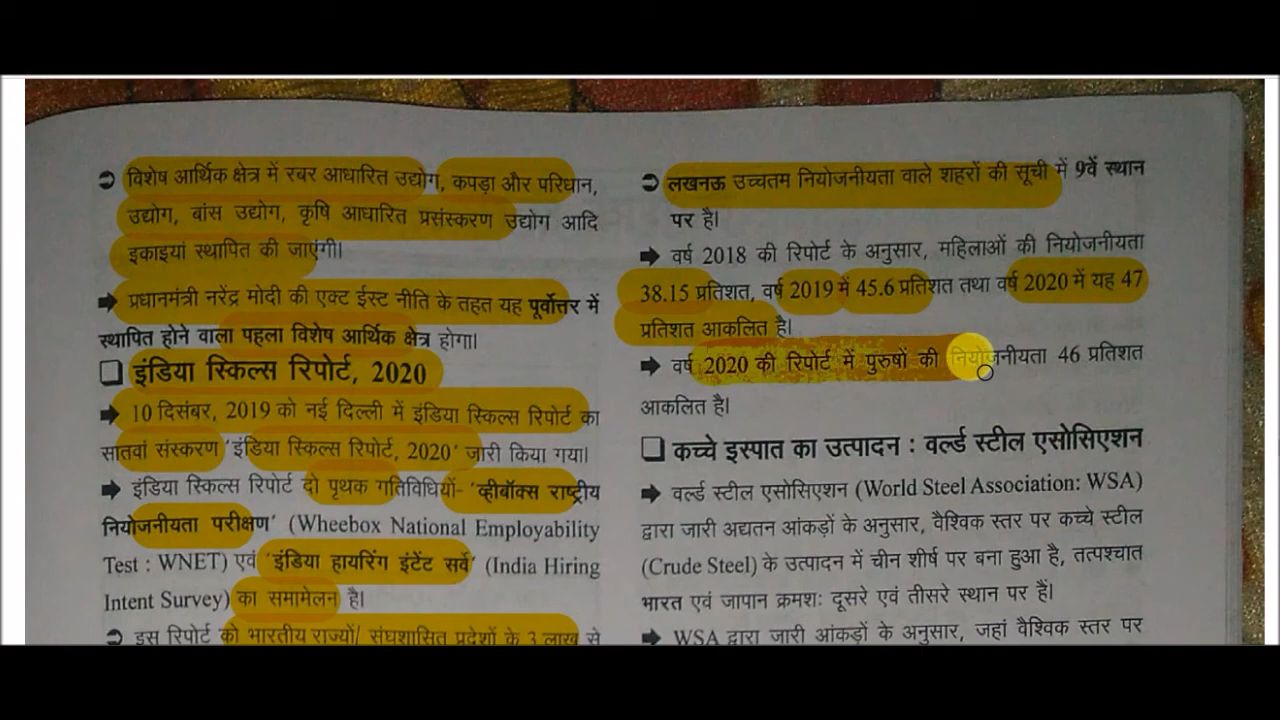 ➲ विशेष आर्थिक क्षेत्र में रबर आधारित उद्योग, कपड़ा और परिधान,
उद्योग, बांस उद्योग, कृषि आधारित प्रसंस्करण उद्योग आदि
इकाइयां स्थापित की जाएंगी।
➡ प्रधानमंत्री नरेंद्र मोदी की एक्ट ईस्ट नीति के तहत यह पूर्वोत्तर में
स्थापित होने वाला पहला विशेष आर्थिक क्षेत्र होगा।
❑ इंडिया स्किल्स रिपोर्ट, 2020
➡ 10 दिसंबर, 2019 को नई दिल्ली में इंडिया स्किल्स रिपोर्ट का
सातवां संस्करण ‘इंडिया स्किल्स रिपोर्ट, 2020’ जारी किया गया।
➡ इंडिया स्किल्स रिपोर्ट दो पृथक गतिविधियों- ‘व्हीबॉक्स राष्ट्रीय
नियोजनीयता परीक्षण’ (Wheebox National Employability
Test : WNET) एवं ‘इंडिया हायरिंग इंटेंट सर्वे’ (India Hiring
Intent Survey) का समामेलन है।
➲ इस रिपोर्ट को भारतीय राज्यों/ संघशासित प्रदेशों के 3 लाख से
➲ लखनऊ उच्चतम नियोजनीयता वाले शहरों की सूची में 9वें स्थान
पर है।
➡ वर्ष 2018 की रिपोर्ट के अनुसार, महिलाओं की नियोजनीयता
38.15 प्रतिशत, वर्ष 2019 में 45.6 प्रतिशत तथा वर्ष 2020 में यह 47
प्रतिशत आकलित है।
➡ वर्ष 2020 की रिपोर्ट में पुरुषों की नियोजनीयता 46 प्रतिशत
आकलित है।
❑ कच्चे इस्पात का उत्पादन : वर्ल्ड स्टील एसोसिएशन
➡ वर्ल्ड स्टील एसोसिएशन (World Steel Association: WSA)
द्वारा जारी अद्यतन आंकड़ों के अनुसार, वैश्विक स्तर पर कच्चे स्टील
(Crude Steel) के उत्पादन में चीन शीर्ष पर बना हुआ है, तत्पश्चात
भारत एवं जापान क्रमशः दूसरे एवं तीसरे स्थान पर हैं।
➡ WSA द्वारा जारी आंकड़ों के अनुसार, जहां वैश्विक स्तर पर